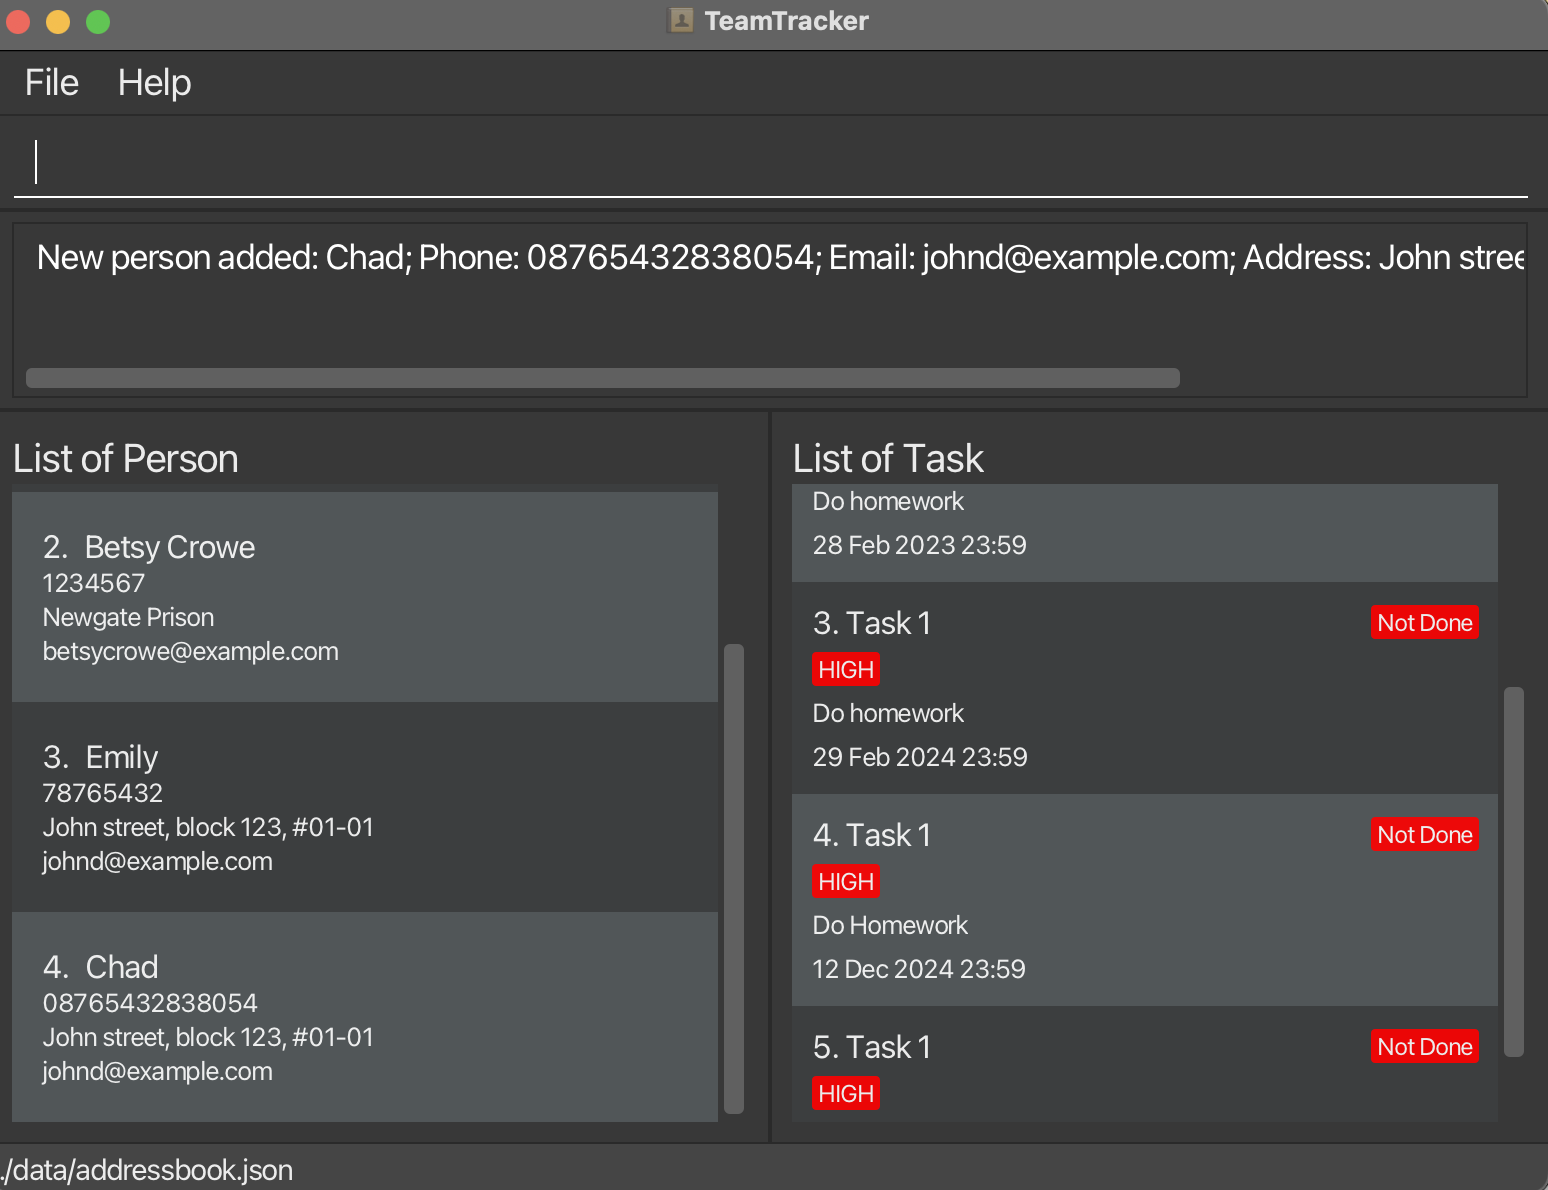 TeamTracker
File Help
New person added: Chad; Phone: 08765432838054; Email: johnd@example.com; Address: John stree
List of Person
2. Betsy Crowe
1234567
Newgate Prison
betsycrowe@example.com
3. Emily
78765432
John street, block 123, #01-01
johnd@example.com
4. Chad
08765432838054
John street, block 123, #01-01
johnd@example.com
List of Task
Do homework
28 Feb 2023 23:59
3. Task 1 Not Done
HIGH
Do homework
29 Feb 2024 23:59
4. Task 1 Not Done
HIGH
Do Homework
12 Dec 2024 23:59
5. Task 1 Not Done
HIGH
./data/addressbook.json